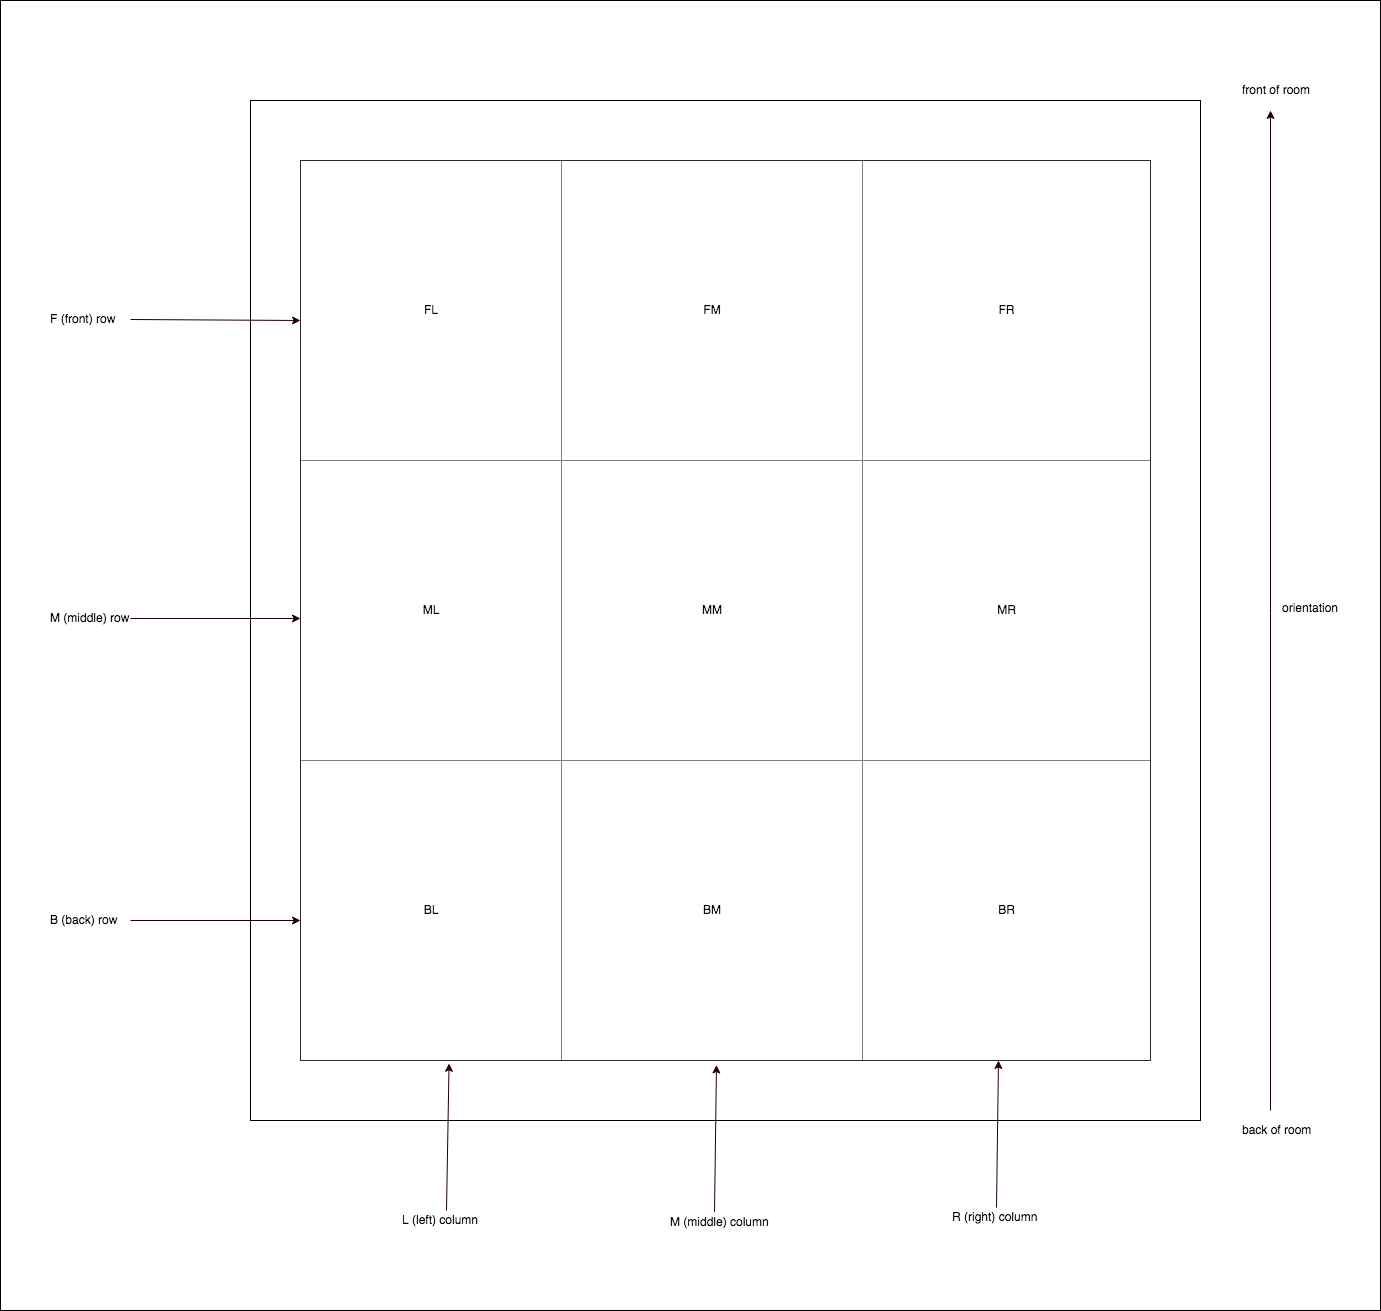 front of room
FL
FM
FR
F (front) row
orientation
ML
MM
MR
M (middle) row
BL
BM
BR
B (back) row
back of room
L (left) column
M (middle) column
R (right) column